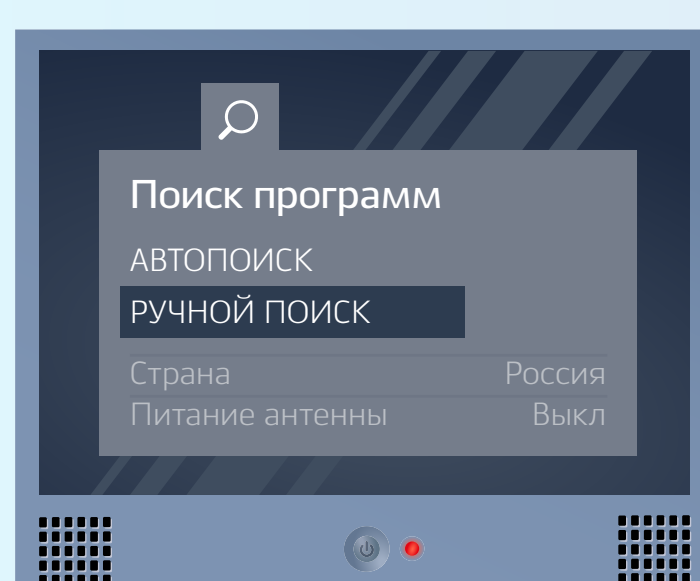 Поиск программ
АВТОПОИСК
РУЧНОЙ ПОИСК
Страна Россия
Питание антенны Выкл